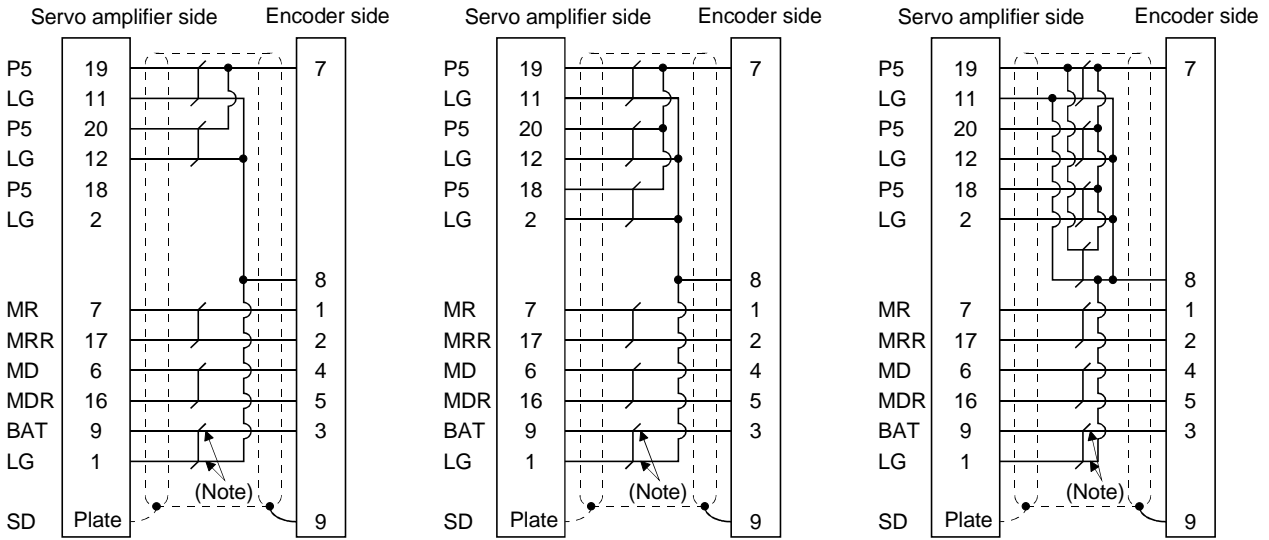 Servo amplifier side Encoder side
P5 19 7
LG 11
P5 20
LG 12
P5 18
LG 2
8
MR 7 1
MRR 17 2
MD 6 4
MDR 16 5
BAT 9 3
LG 1
(Note)
SD Plate 9
Servo amplifier side Encoder side
P5 19 7
LG 11
P5 20
LG 12
P5 18
LG 2
8
MR 7 1
MRR 17 2
MD 6 4
MDR 16 5
BAT 9 3
LG 1
(Note)
SD Plate 9
Servo amplifier side Encoder side
P5 19 7
LG 11
P5 20
LG 12
P5 18
LG 2
8
MR 7 1
MRR 17 2
MD 6 4
MDR 16 5
BAT 9 3
LG 1
(Note)
SD Plate 9